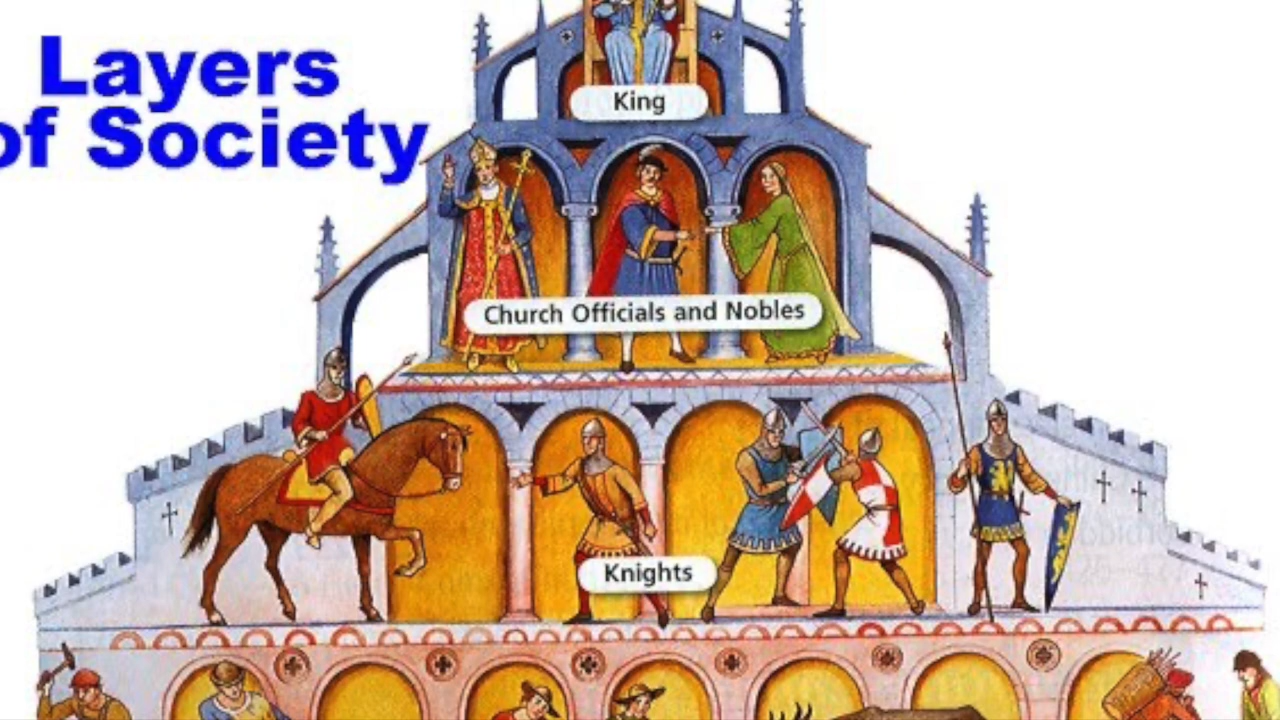 Layers
of Society
King
Church Officials and Nobles
Knights